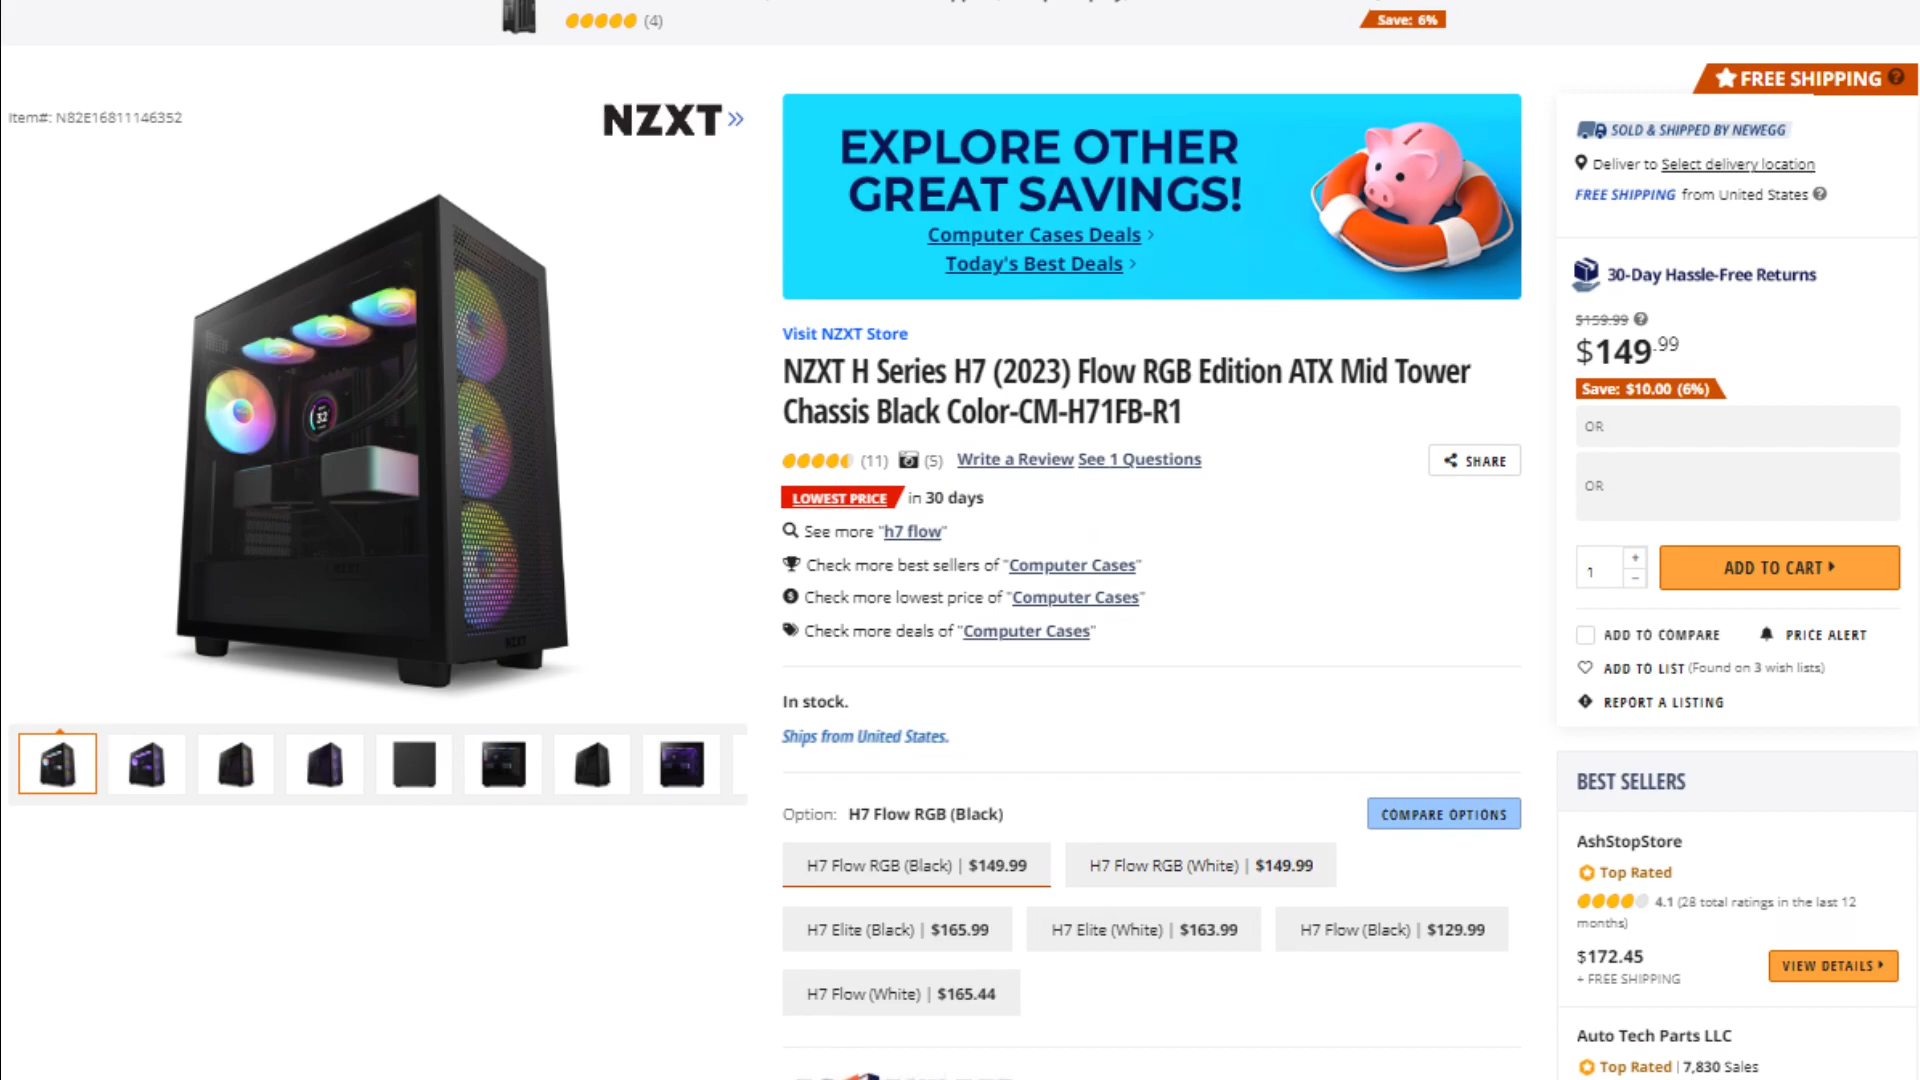 (4)
Save: 6%
FREE SHIPPING
Item#: N82E16811146352
NZXT
EXPLORE OTHER
GREAT SAVINGS!
Computer Cases Deals
Today's Best Deals
Visit NZXT Store
NZXT H Series H7 (2023) Flow RGB Edition ATX Mid Tower
Chassis Black Color-CM-H71FB-R1
(11) (5) Write a Review See 1 Questions
SHARE
LOWEST PRICE in 30 days
See more "h7 flow"
Check more best sellers of "Computer Cases"
Check more lowest price of "Computer Cases"
Check more deals of "Computer Cases"
In stock.
Ships from United States.
Option: H7 Flow RGB (Black)
COMPARE OPTIONS
H7 Flow RGB (Black) | $149.99
H7 Flow RGB (White) | $149.99
H7 Elite (Black) | $165.99
H7 Elite (White) | $163.99
H7 Flow (Black) | $129.99
H7 Flow (White) | $165.44
SOLD & SHIPPED BY NEWEGG
Deliver to Select delivery location
FREE SHIPPING from United States
30-Day Hassle-Free Returns
$159.99
$149.99
Save: $10.00 (6%)
OR
OR
1
+
−
ADD TO CART
ADD TO COMPARE
PRICE ALERT
ADD TO LIST (Found on 3 wish lists)
REPORT A LISTING
BEST SELLERS
AshStopStore
Top Rated
4.1 (28 total ratings in the last 12
months)
$172.45
+ FREE SHIPPING
VIEW DETAILS
Auto Tech Parts LLC
Top Rated | 7,830 Sales
NZXT
32